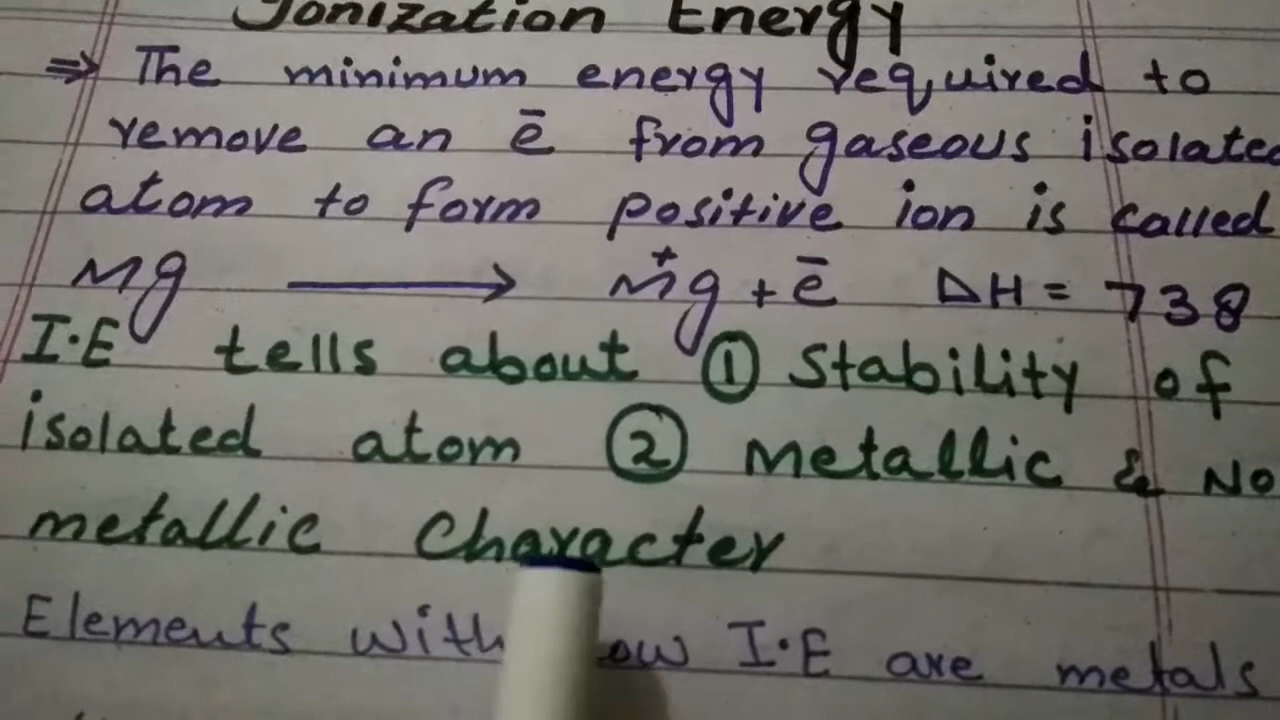 Ionization Energy
⇒ The minimum energy required to
remove an ē from gaseous isolated
atom to form positive ion is called
Mg ⟶ M⁺g + ē ΔH = 738
I.E tells about ① Stability of
isolated atom ② Metallic & No
metallic Character
Elements with low I.E are metals